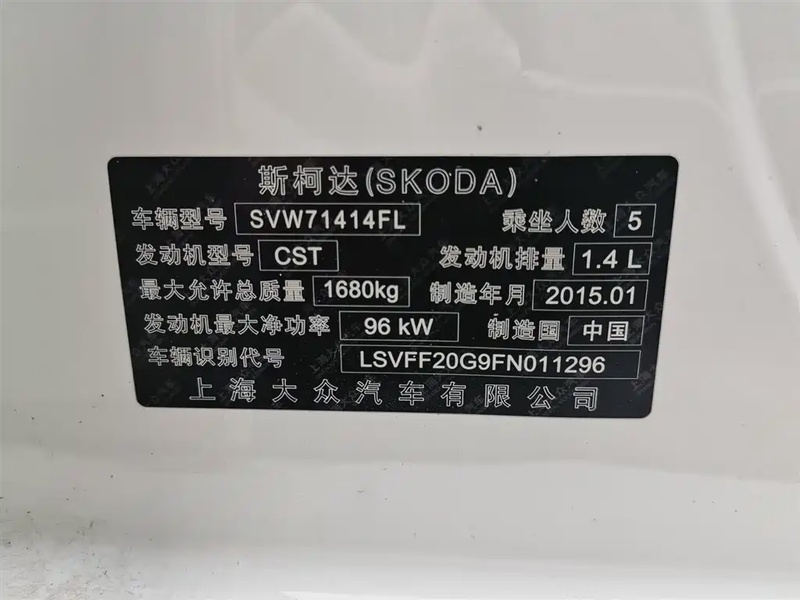 斯柯达(SKODA)
车辆型号 SVW71414FL 乘坐人数 5
发动机型号 CST 发动机排量 1.4 L
最大允许总质量 1680kg 制造年月 2015.01
发动机最大净功率 96 kW 制造国 中国
车辆识别代号 LSVFF20G9FN011296
上海大众汽车有限公司